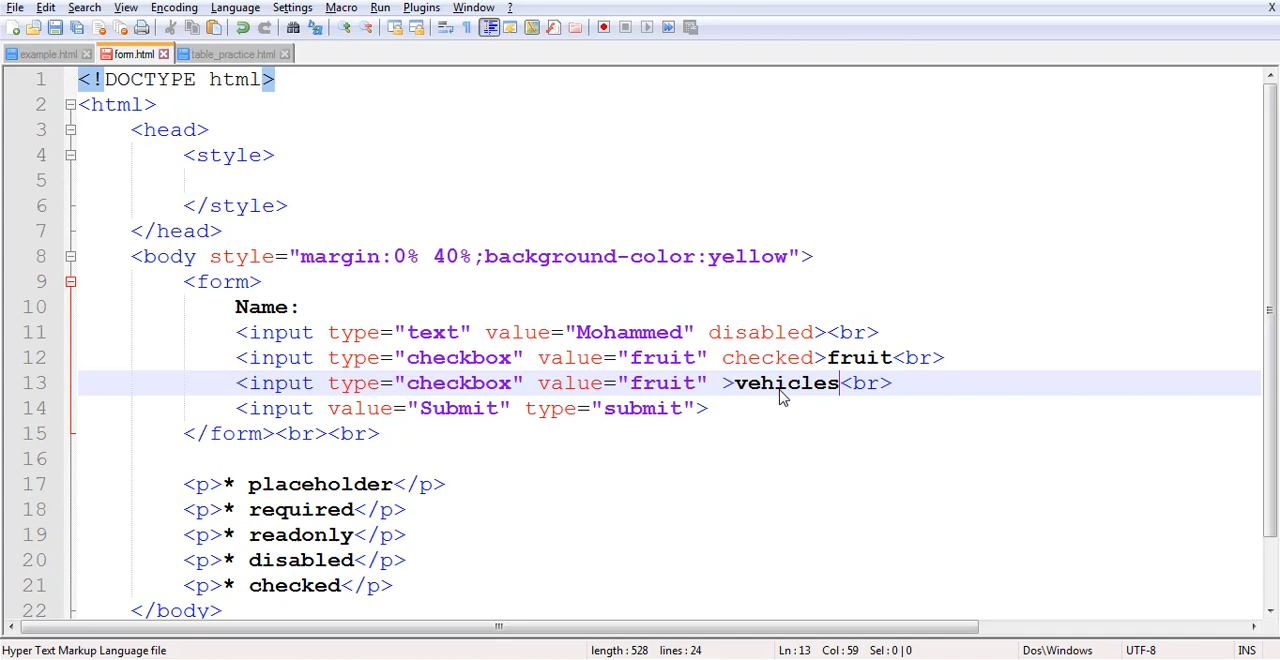 File Edit Search View Encoding Language Settings Macro Run Plugins Window ? X
example.html form.html table_practice.html
1 <!DOCTYPE html>
2 <html>
3 <head>
4 <style>
5
6 </style>
7 </head>
8 <body style="margin:0% 40%;background-color:yellow">
9 <form>
10 Name:
11 <input type="text" value="Mohammed" disabled><br>
12 <input type="checkbox" value="fruit" checked>fruit<br>
13 <input type="checkbox" value="fruit" >vehicles<br>
14 <input value="Submit" type="submit">
15 </form><br><br>
16
17 <p>* placeholder</p>
18 <p>* required</p>
19 <p>* readonly</p>
20 <p>* disabled</p>
21 <p>* checked</p>
22 </body>
Hyper Text Markup Language file length : 528 lines : 24 Ln : 13 Col : 59 Sel : 0 | 0 Dos\Windows UTF-8 INS